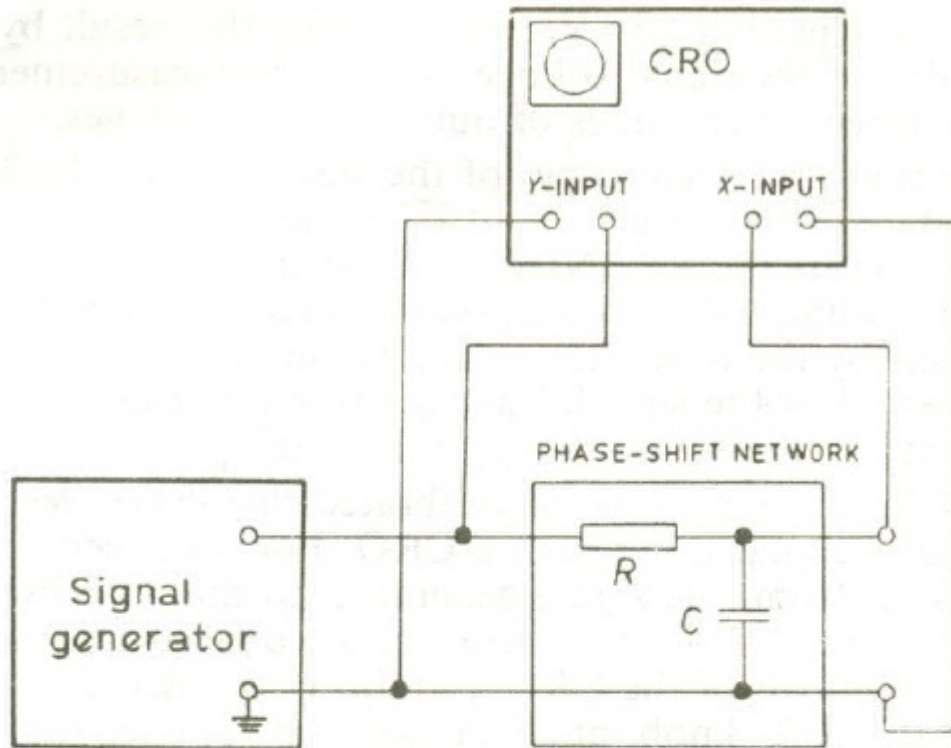 CRO
Y-INPUT X-INPUT
PHASE-SHIFT NETWORK
R
Signal
generator
C